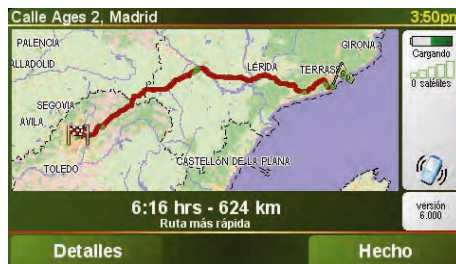 Calle Ages 2, Madrid
3:50pm
PALENCIA
GIRONA
Cargando
LLADOLID
LÉRIDA
TERRASS
0 satélites
SEGOVIA
AVILA
TOLEDO
CASTELLÓN DE LA PLANA
6:16 hrs - 624 km
Ruta más rápida
versión
6.000
Detalles
Hecho